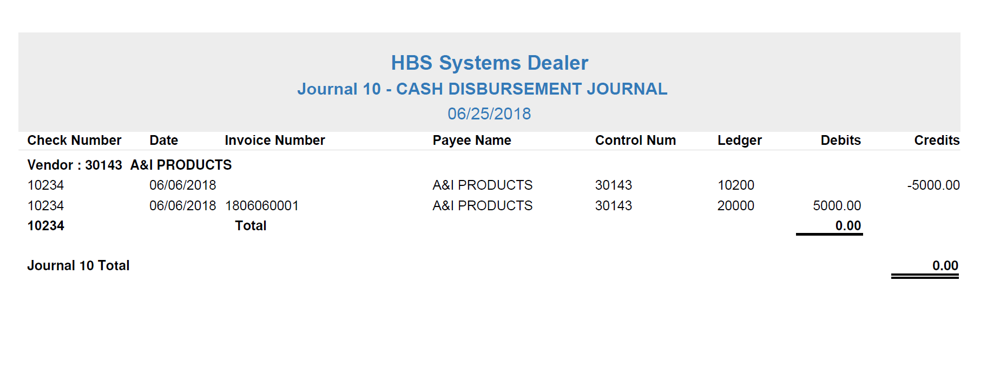 HBS Systems Dealer
Journal 10 - CASH DISBURSEMENT JOURNAL
06/25/2018
Check Number Date Invoice Number Payee Name Control Num Ledger Debits Credits
Vendor : 30143 A&I PRODUCTS
10234 06/06/2018 A&I PRODUCTS 30143 10200 -5000.00
10234 06/06/2018 1806060001 A&I PRODUCTS 30143 20000 5000.00
10234 Total 0.00
Journal 10 Total 0.00